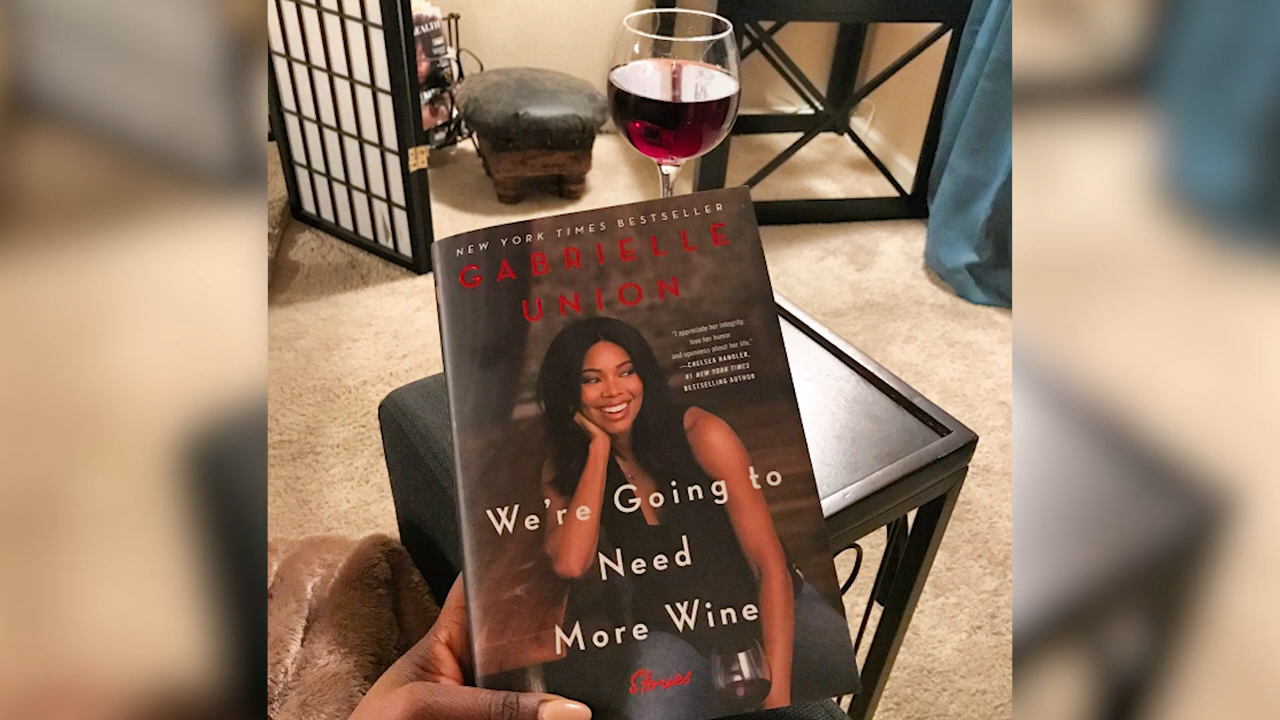 NEW YORK TIMES BESTSELLER
GABRIELLE
UNION
"I appreciate her integrity,
love her humor
and openness about her life."
—CHELSEA HANDLER,
#1 NEW YORK TIMES
BESTSELLING AUTHOR
We're Going to
Need
More Wine
Stories